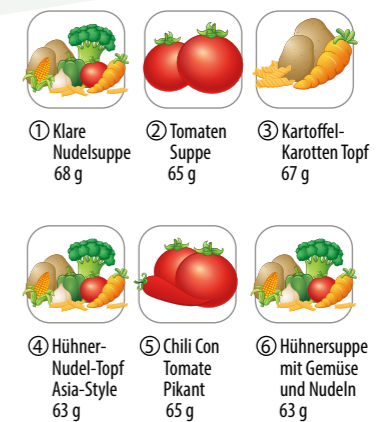 ① Klare
Nudelsuppe
68 g
② Tomaten
Suppe
65 g
③ Kartoffel-
Karotten Topf
67 g
④ Hühner-
Nudel-Topf
Asia-Style
63 g
⑤ Chili Con
Tomate
Pikant
65 g
⑥ Hühnersuppe
mit Gemüse
und Nudeln
63 g